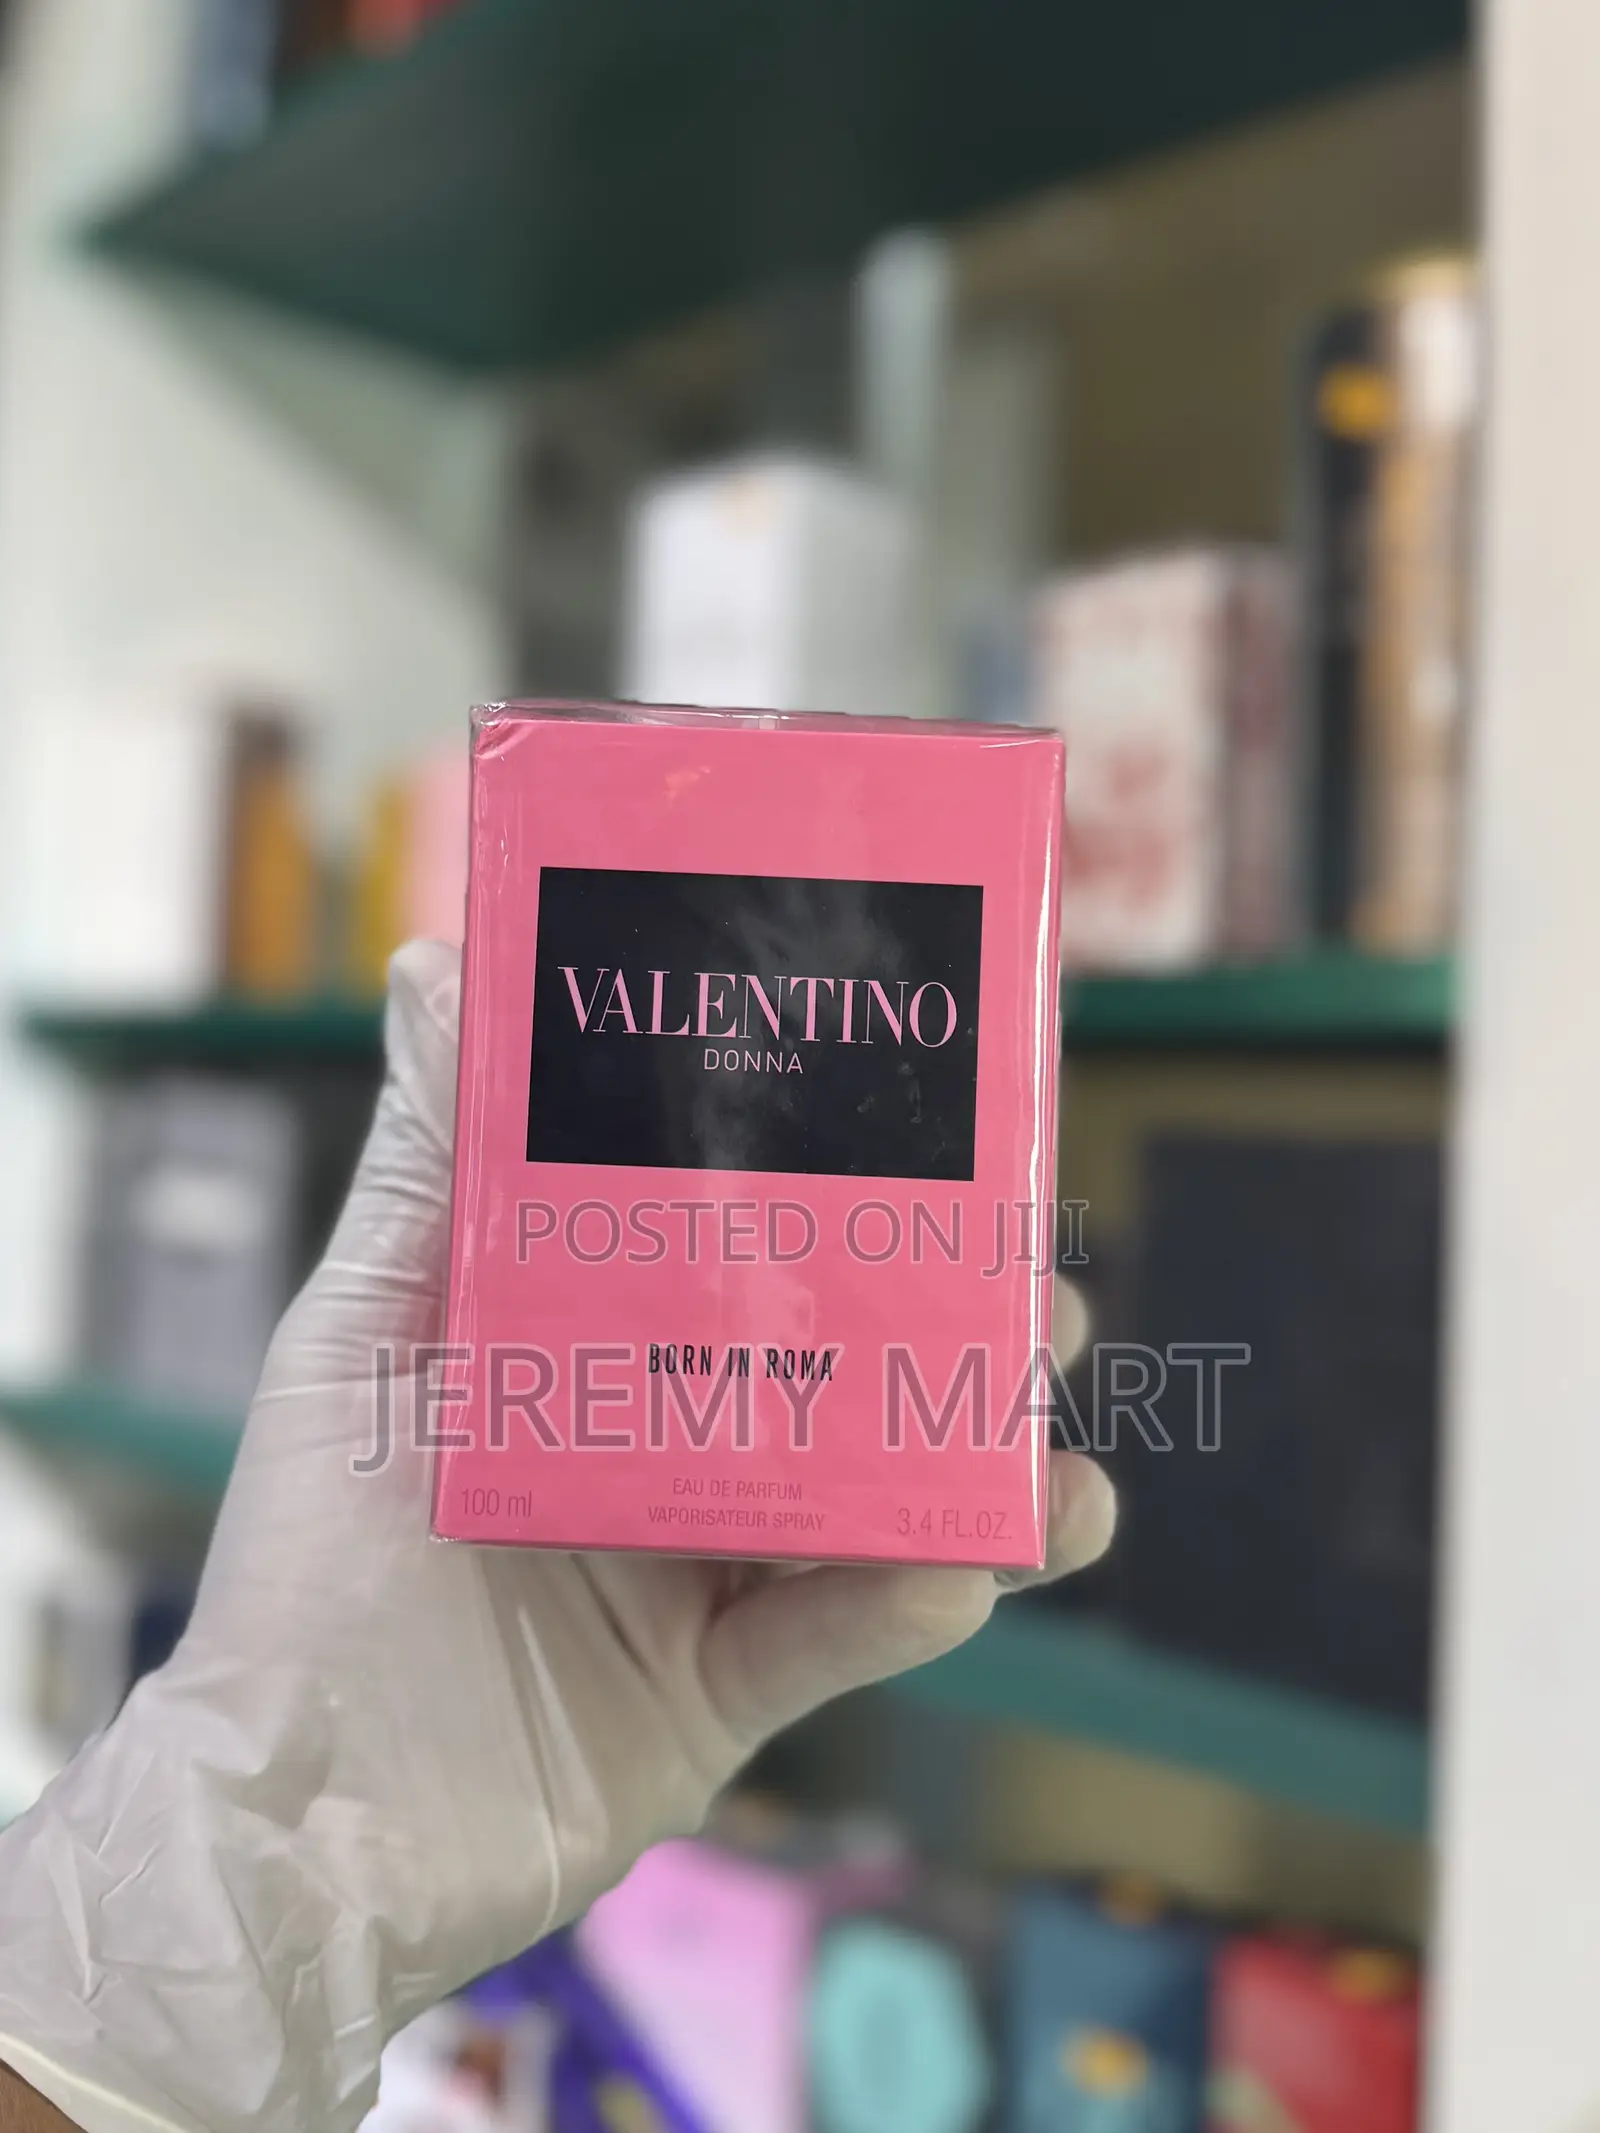 VALENTINO
DONNA
POSTED ON JIJI
BORN IN ROMA
JEREMY MART
EAU DE PARFUM
100 ml
VAPORISATEUR SPRAY
3.4 FL.OZ.